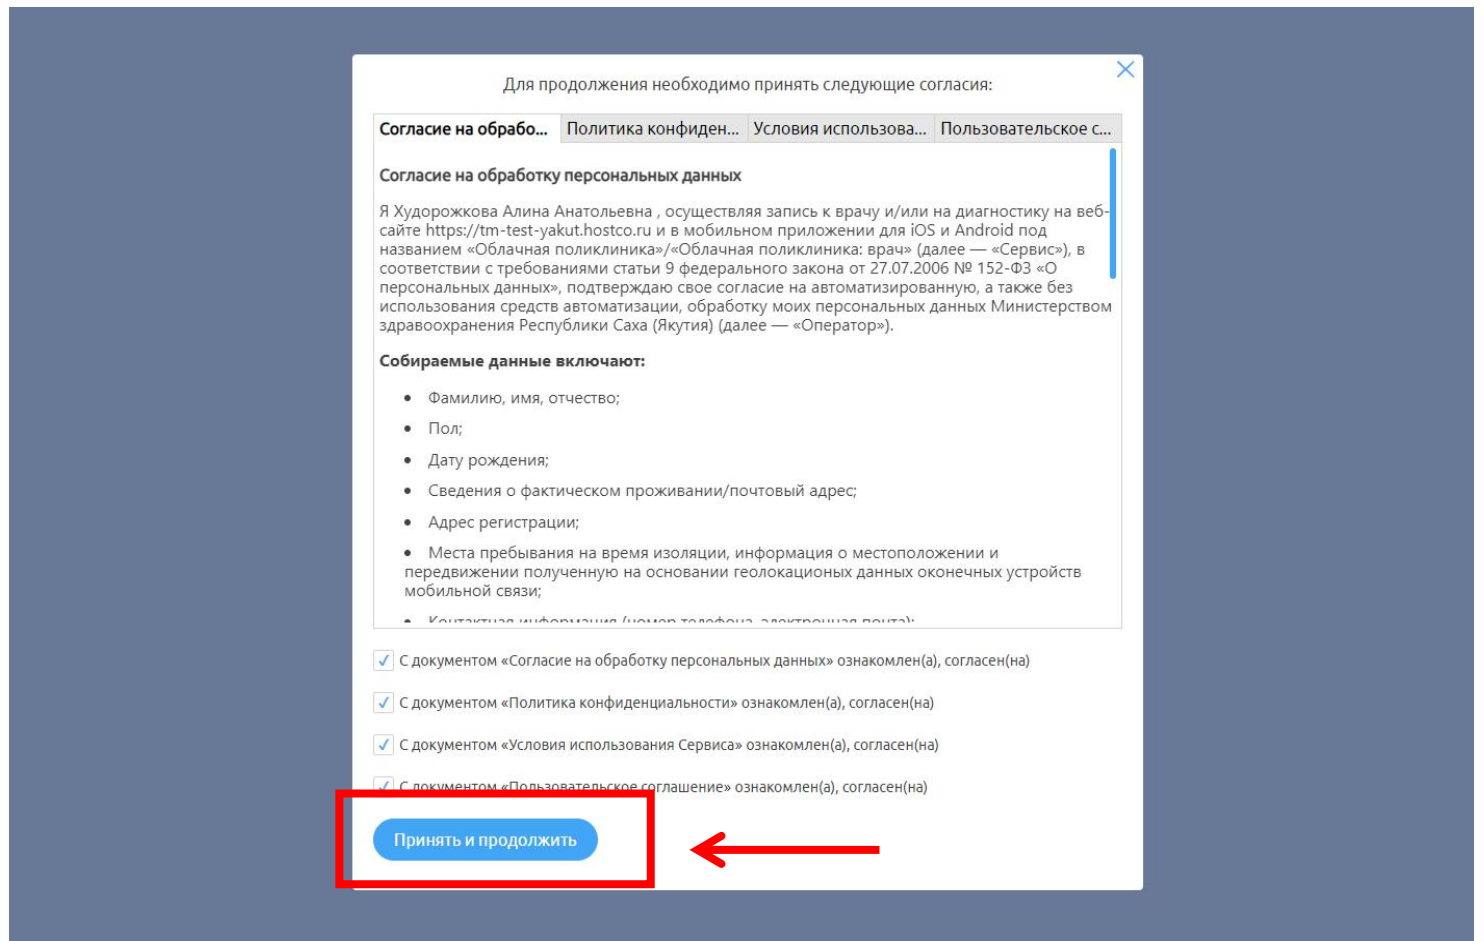 Для продолжения необходимо принять следующие согласия:
Согласие на обрабо... Политика конфиден... Условия использова... Пользовательское с...
Согласие на обработку персональных данных
Я Худорожкова Алина Анатольевна , осуществляя запись к врачу и/или на диагностику на веб-
сайте https://tm-test-yakut.hostco.ru и в мобильном приложении для iOS и Android под
названием «Облачная поликлиника»/«Облачная поликлиника: врач» (далее — «Сервис»), в
соответствии с требованиями статьи 9 федерального закона от 27.07.2006 № 152-ФЗ «О
персональных данных», подтверждаю свое согласие на автоматизированную, а также без
использования средств автоматизации, обработку моих персональных данных Министерством
здравоохранения Республики Саха (Якутия) (далее — «Оператор»).
Собираемые данные включают:
• Фамилию, имя, отчество;
• Пол;
• Дату рождения;
• Сведения о фактическом проживании/почтовый адрес;
• Адрес регистрации;
• Места пребывания на время изоляции, информация о местоположении и
передвижении полученную на основании геолокационых данных оконечных устройств
мобильной связи;
• Контактная информация (номер телефона, электронная почта);
С документом «Согласие на обработку персональных данных» ознакомлен(а), согласен(на)
С документом «Политика конфиденциальности» ознакомлен(а), согласен(на)
С документом «Условия использования Сервиса» ознакомлен(а), согласен(на)
С документом «Пользовательское соглашение» ознакомлен(а), согласен(на)
Принять и продолжить